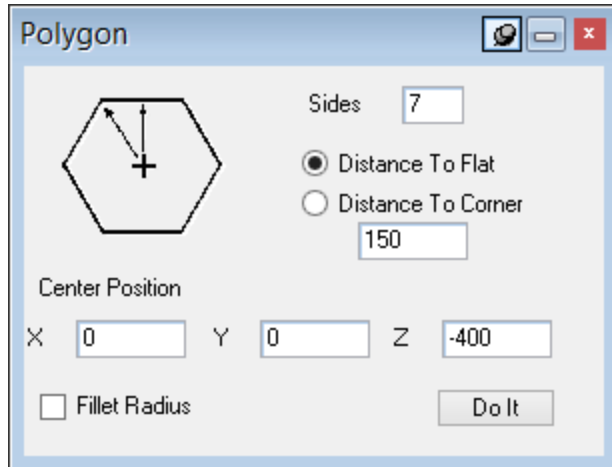 Polygon
Sides 7
Distance To Flat
Distance To Corner
150
Center Position
X 0 Y 0 Z -400
Fillet Radius Do It